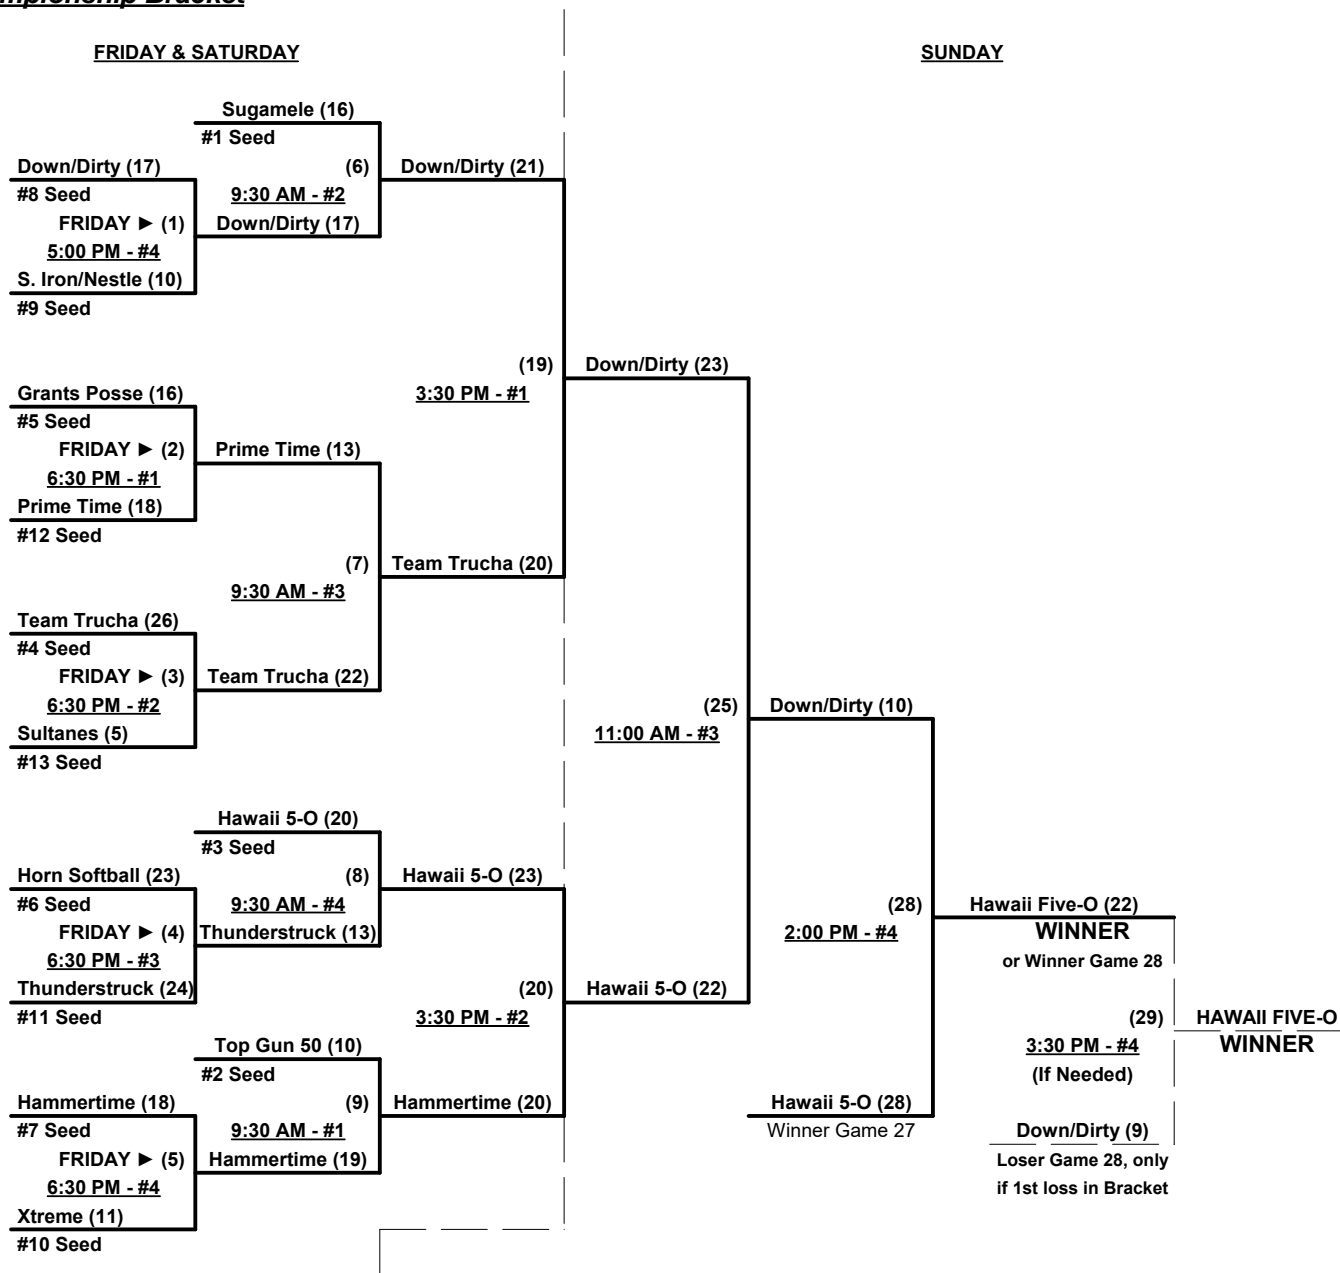 FRIDAY & SATURDAY
SUNDAY
Sugamele (16)
#1 Seed
Down/Dirty (17)
(6)
Down/Dirty (21)
#8 Seed
9:30 AM - #2
FRIDAY ► (1)
Down/Dirty (17)
5:00 PM - #4
S. Iron/Nestle (10)
#9 Seed
(19)
Down/Dirty (23)
3:30 PM - #1
Grants Posse (16)
#5 Seed
FRIDAY ► (2)
Prime Time (13)
6:30 PM - #1
Prime Time (18)
#12 Seed
(7)
Team Trucha (20)
9:30 AM - #3
Team Trucha (26)
#4 Seed
FRIDAY ► (3)
Team Trucha (22)
6:30 PM - #2
Sultanes (5)
#13 Seed
(25)
Down/Dirty (10)
11:00 AM - #3
Hawaii 5-O (20)
#3 Seed
Horn Softball (23)
(8)
Hawaii 5-O (23)
#6 Seed
9:30 AM - #4
FRIDAY ► (4)
Thunderstruck (13)
6:30 PM - #3
Thunderstruck (24)
#11 Seed
(28)
Hawaii Five-O (22)
2:00 PM - #4
WINNER
or Winner Game 28
(20)
Hawaii 5-O (22)
3:30 PM - #2
(29)
HAWAII FIVE-O
3:30 PM - #4
WINNER
(If Needed)
Top Gun 50 (10)
#2 Seed
Hammertime (18)
(9)
Hammertime (20)
#7 Seed
9:30 AM - #1
FRIDAY ► (5)
Hammertime (19)
6:30 PM - #4
Xtreme (11)
#10 Seed
Hawaii 5-O (28)
Winner Game 27
Down/Dirty (9)
Loser Game 28, only
if 1st loss in Bracket